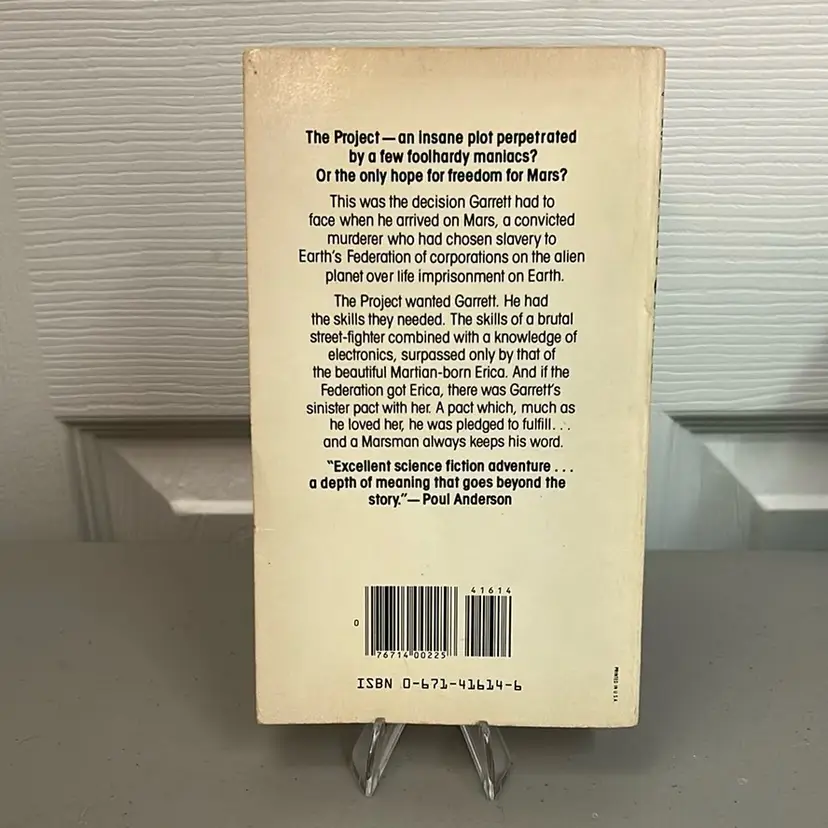 The Project — an insane plot perpetrated
by a few foolhardy maniacs?
Or the only hope for freedom for Mars?
This was the decision Garrett had to
face when he arrived on Mars, a convicted
murderer who had chosen slavery to
Earth's Federation of corporations on the alien
planet over life imprisonment on Earth.
The Project wanted Garrett. He had
the skills they needed. The skills of a brutal
street-fighter combined with a knowledge of
electronics, surpassed only by that of
the beautiful Martian-born Erica. And if the
Federation got Erica, there was Garrett's
sinister pact with her. A pact which, much as
he loved her, he was pledged to fulfill. . .
and a Marsman always keeps his word.
"Excellent science fiction adventure . . .
a depth of meaning that goes beyond the
story."— Poul Anderson
41614
0
76714 00225
ISBN 0-671-41614-6
PRINTED IN U.S.A.